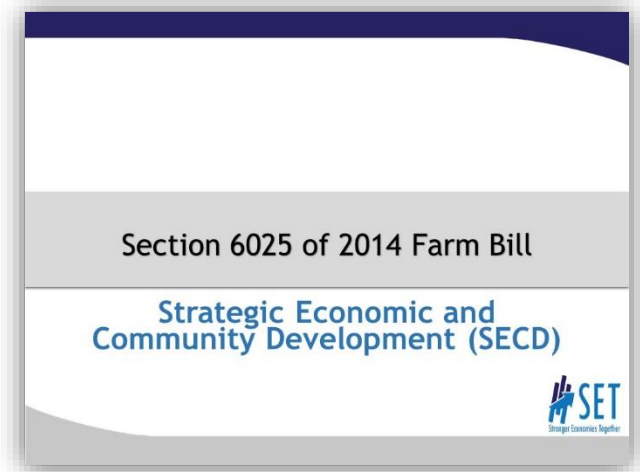 Section 6025 of 2014 Farm Bill
Strategic Economic and
Community Development (SECD)
SET
Stronger Economies Together